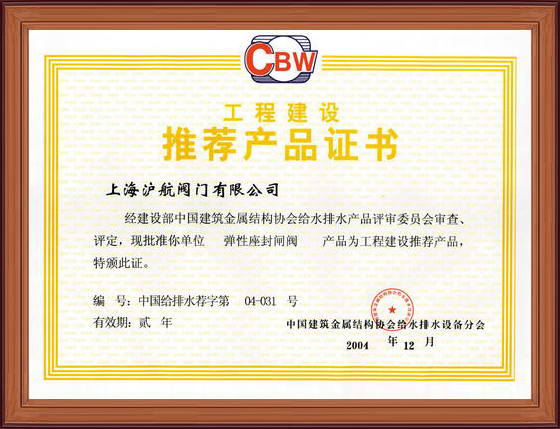 CBW
工程建设
推荐产品证书
上海沪航阀门有限公司
经建设部中国建筑金属结构协会给水排水产品评审委员会审查、
评定，现批准你单位 弹性座封闸阀 产品为工程建设推荐产品，
特颁此证。
编 号：中国给排水荐字第 04-031 号
有效期：贰 年
中国建筑金属结构协会给水排水设备分会
2004 年 12 月